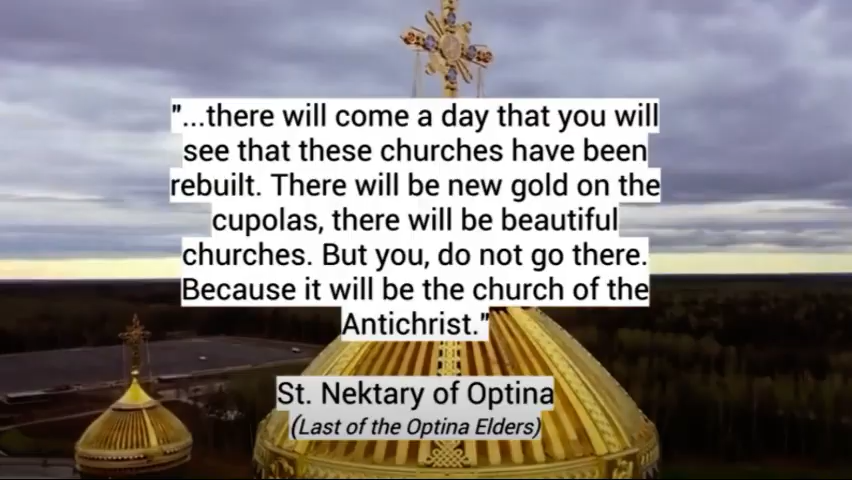 "...there will come a day that you will
see that these churches have been
rebuilt. There will be new gold on the
cupolas, there will be beautiful
churches. But you, do not go there.
Because it will be the church of the
Antichrist."
St. Nektary of Optina
(Last of the Optina Elders)